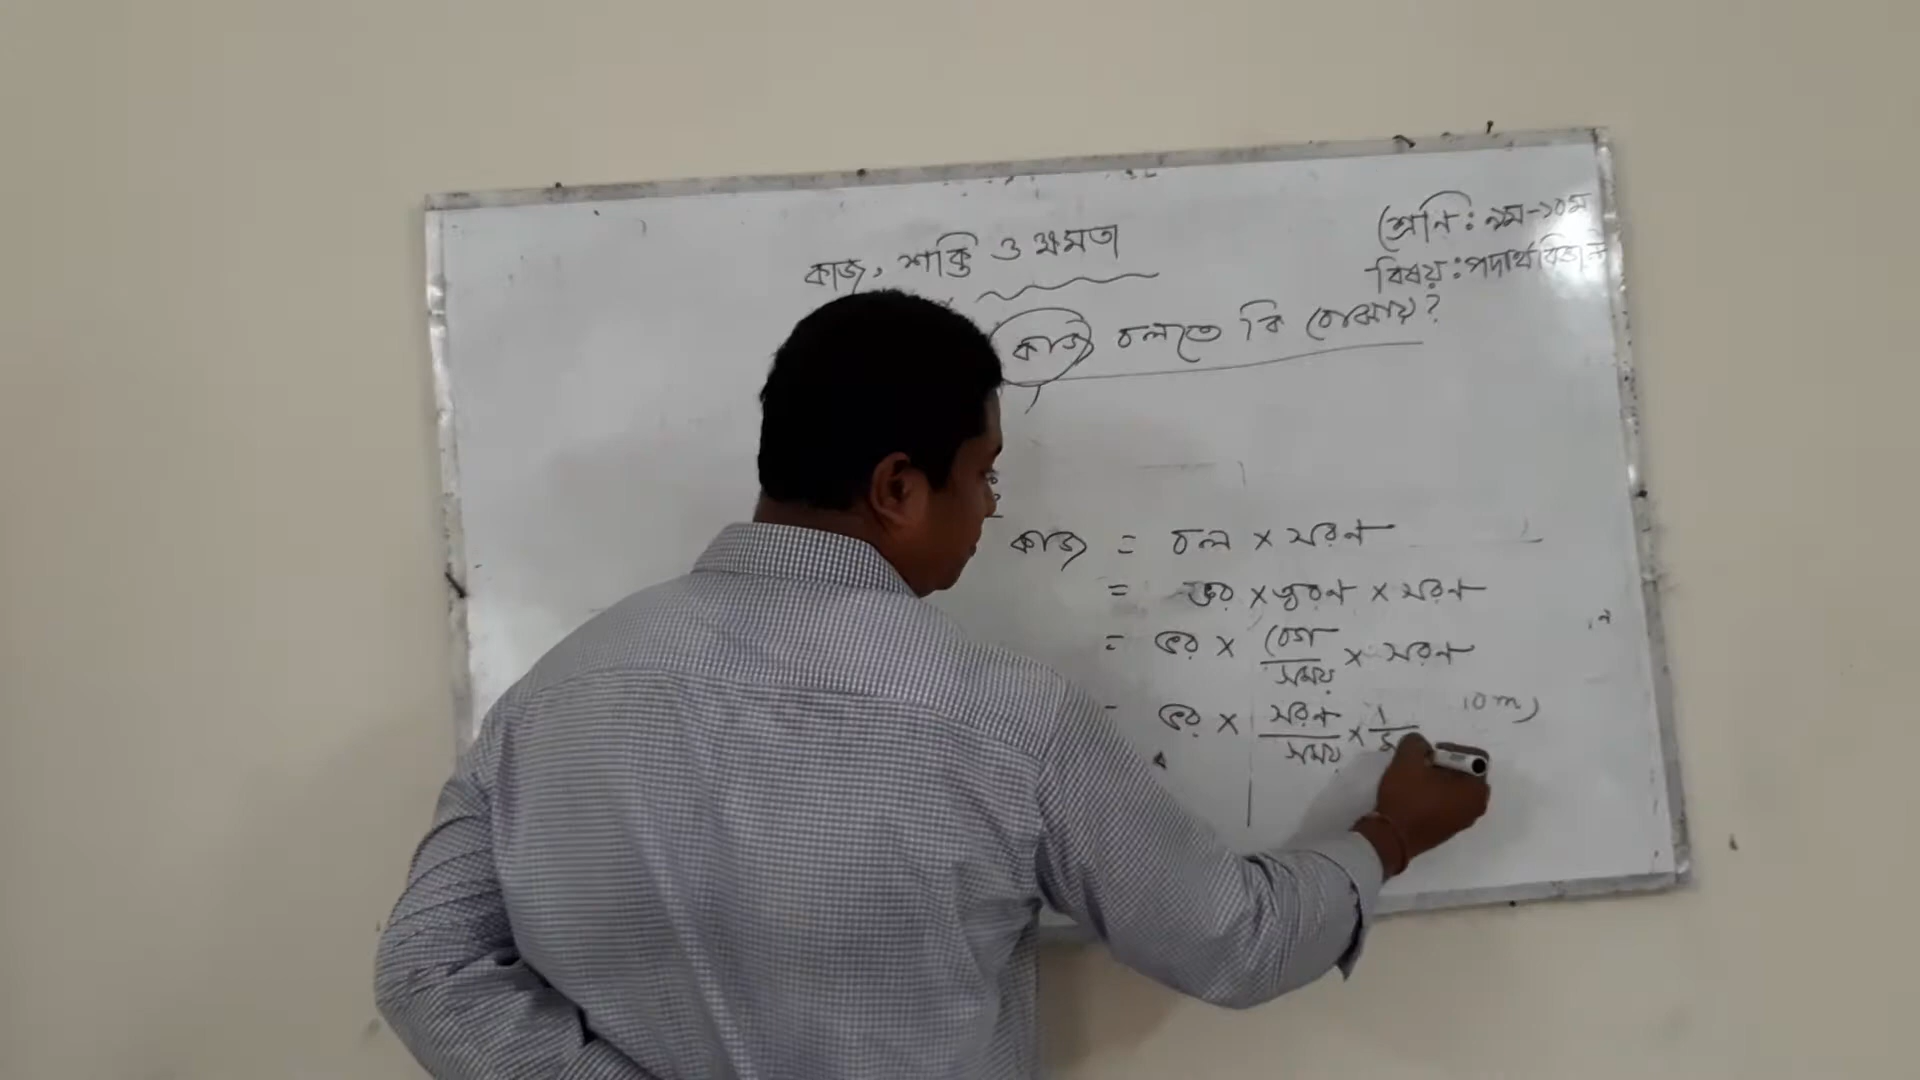 শ্রেনি: ৯ম-১০ম
বিষয়: পদার্থবিজ্ঞান
কাজ, শক্তি ও ক্ষমতা
কাজ বলতে কি বোঝায়?
কাজ = বল × সরণ
= ভর × ত্বরণ × সরণ
= ভর × বেগ/সময় × সরণ
= ভর × সরণ/সময় × 1/স
10 m